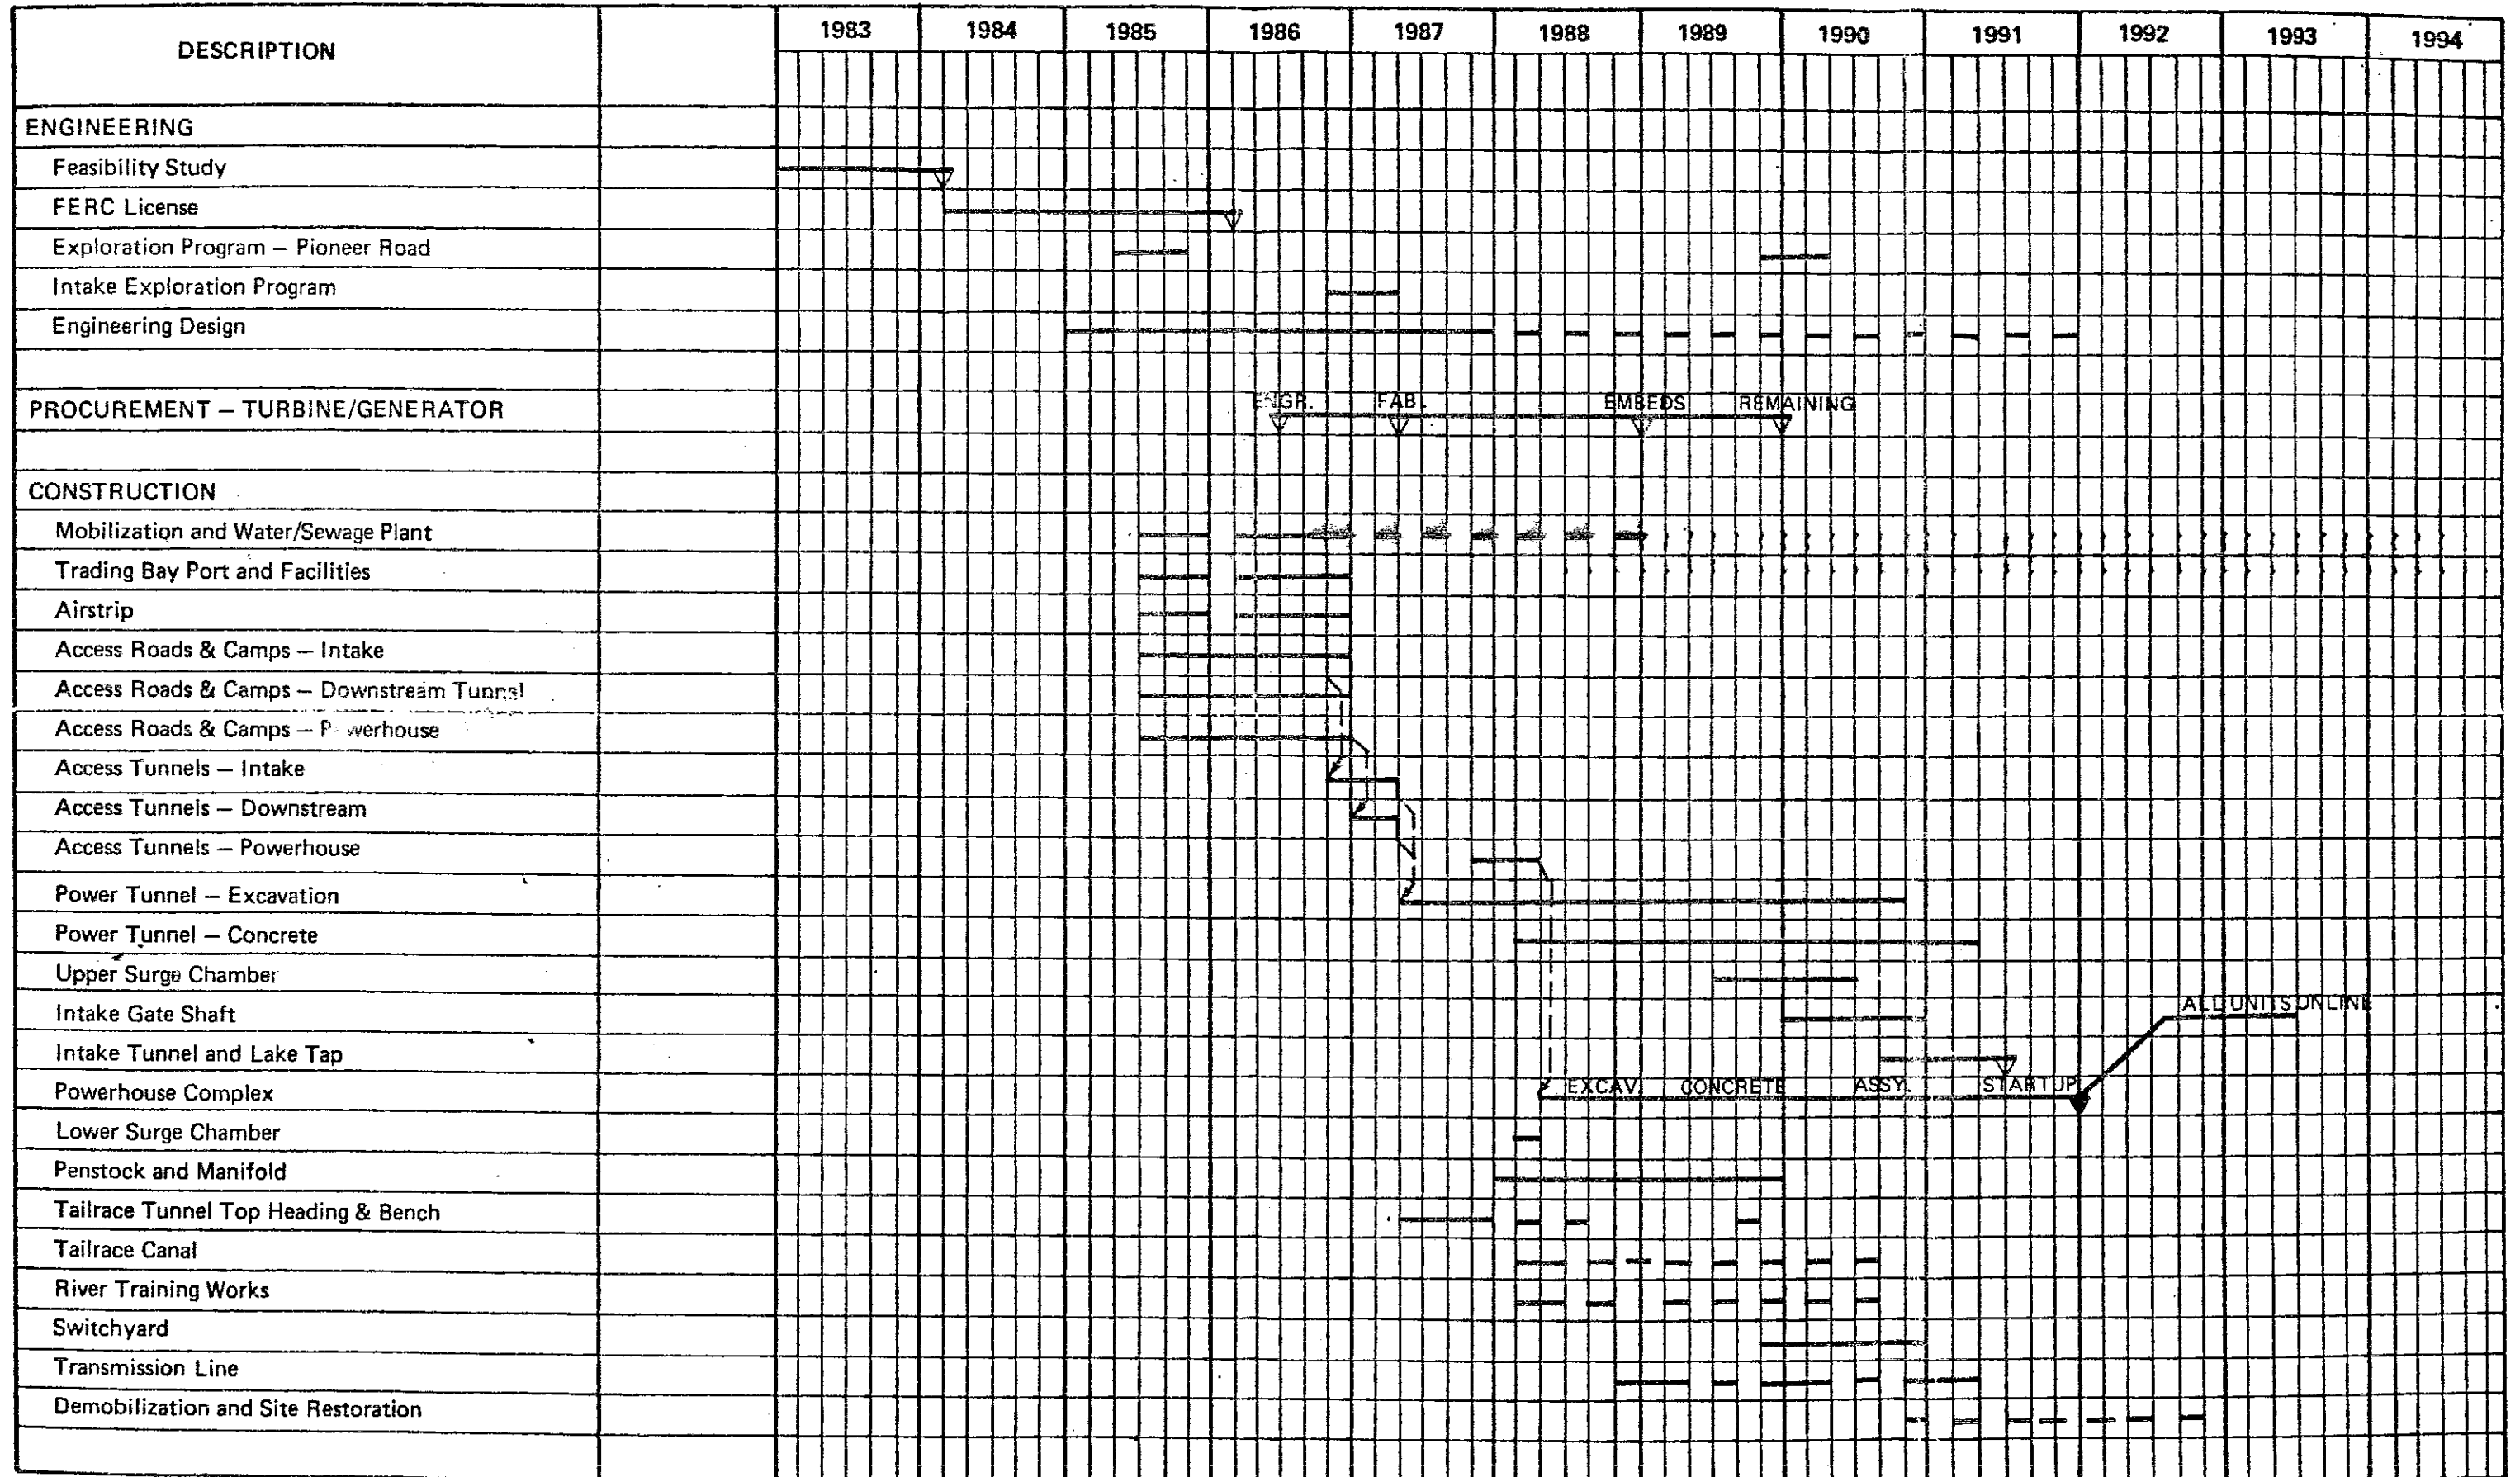 DESCRIPTION 1983 1984 1985 1986 1987 1988 1989 1990 1991 1992 1993 1994
ENGINEERING
Feasibility Study
FERC License
Exploration Program — Pioneer Road
Intake Exploration Program
Engineering Design
PROCUREMENT — TURBINE/GENERATOR ENGR. FAB. EMBEDS REMAINING
CONSTRUCTION
Mobilization and Water/Sewage Plant
Trading Bay Port and Facilities
Airstrip
Access Roads & Camps — Intake
Access Roads & Camps — Downstream Tunnel
Access Roads & Camps — Powerhouse
Access Tunnels — Intake
Access Tunnels — Downstream
Access Tunnels — Powerhouse
Power Tunnel — Excavation
Power Tunnel — Concrete
Upper Surge Chamber
Intake Gate Shaft ALL UNITS ONLINE
Intake Tunnel and Lake Tap
Powerhouse Complex EXCAV. CONCRETE ASSY. STARTUP
Lower Surge Chamber
Penstock and Manifold
Tailrace Tunnel Top Heading & Bench
Tailrace Canal
River Training Works
Switchyard
Transmission Line
Demobilization and Site Restoration